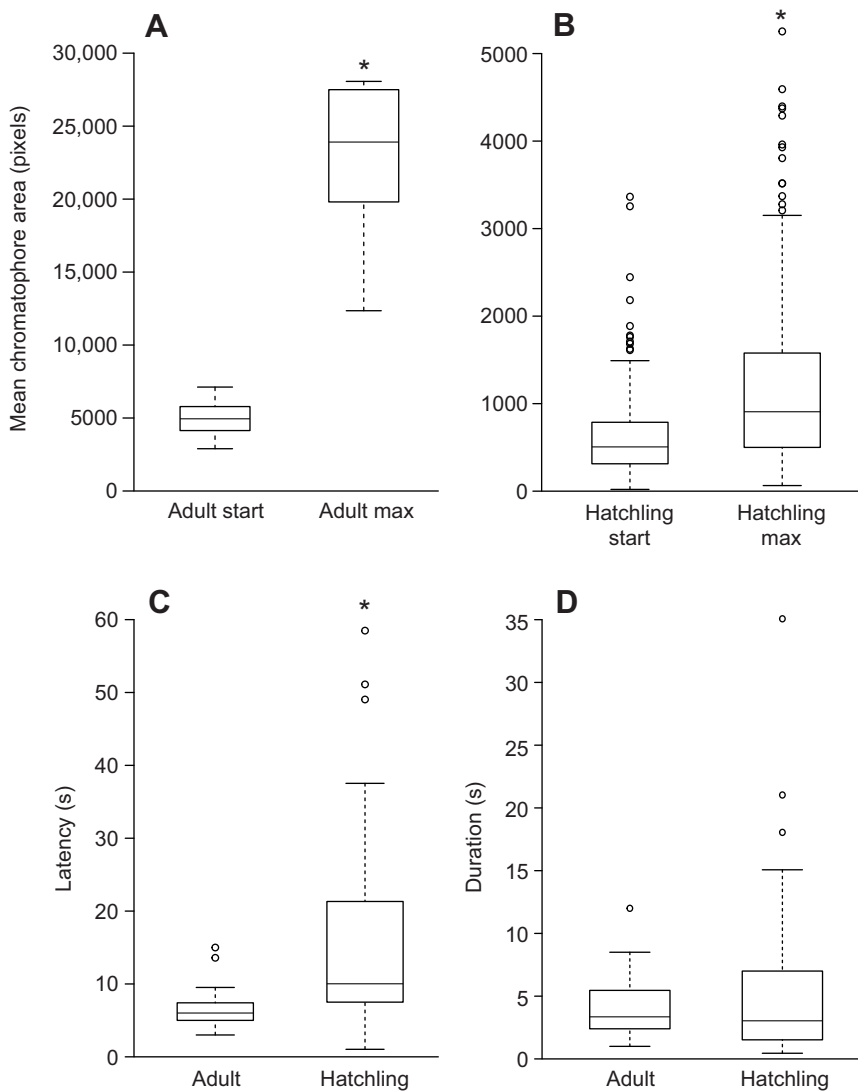 A
Mean chromatophore area (pixels)
30,000
25,000
20,000
15,000
10,000
5000
0
*
Adult start
Adult max
B
5000
4000
3000
2000
1000
0
*
Hatchling
start
Hatchling
max
C
Latency (s)
60
50
40
30
20
10
0
*
Adult
Hatchling
D
Duration (s)
35
30
25
20
15
10
5
0
Adult
Hatchling